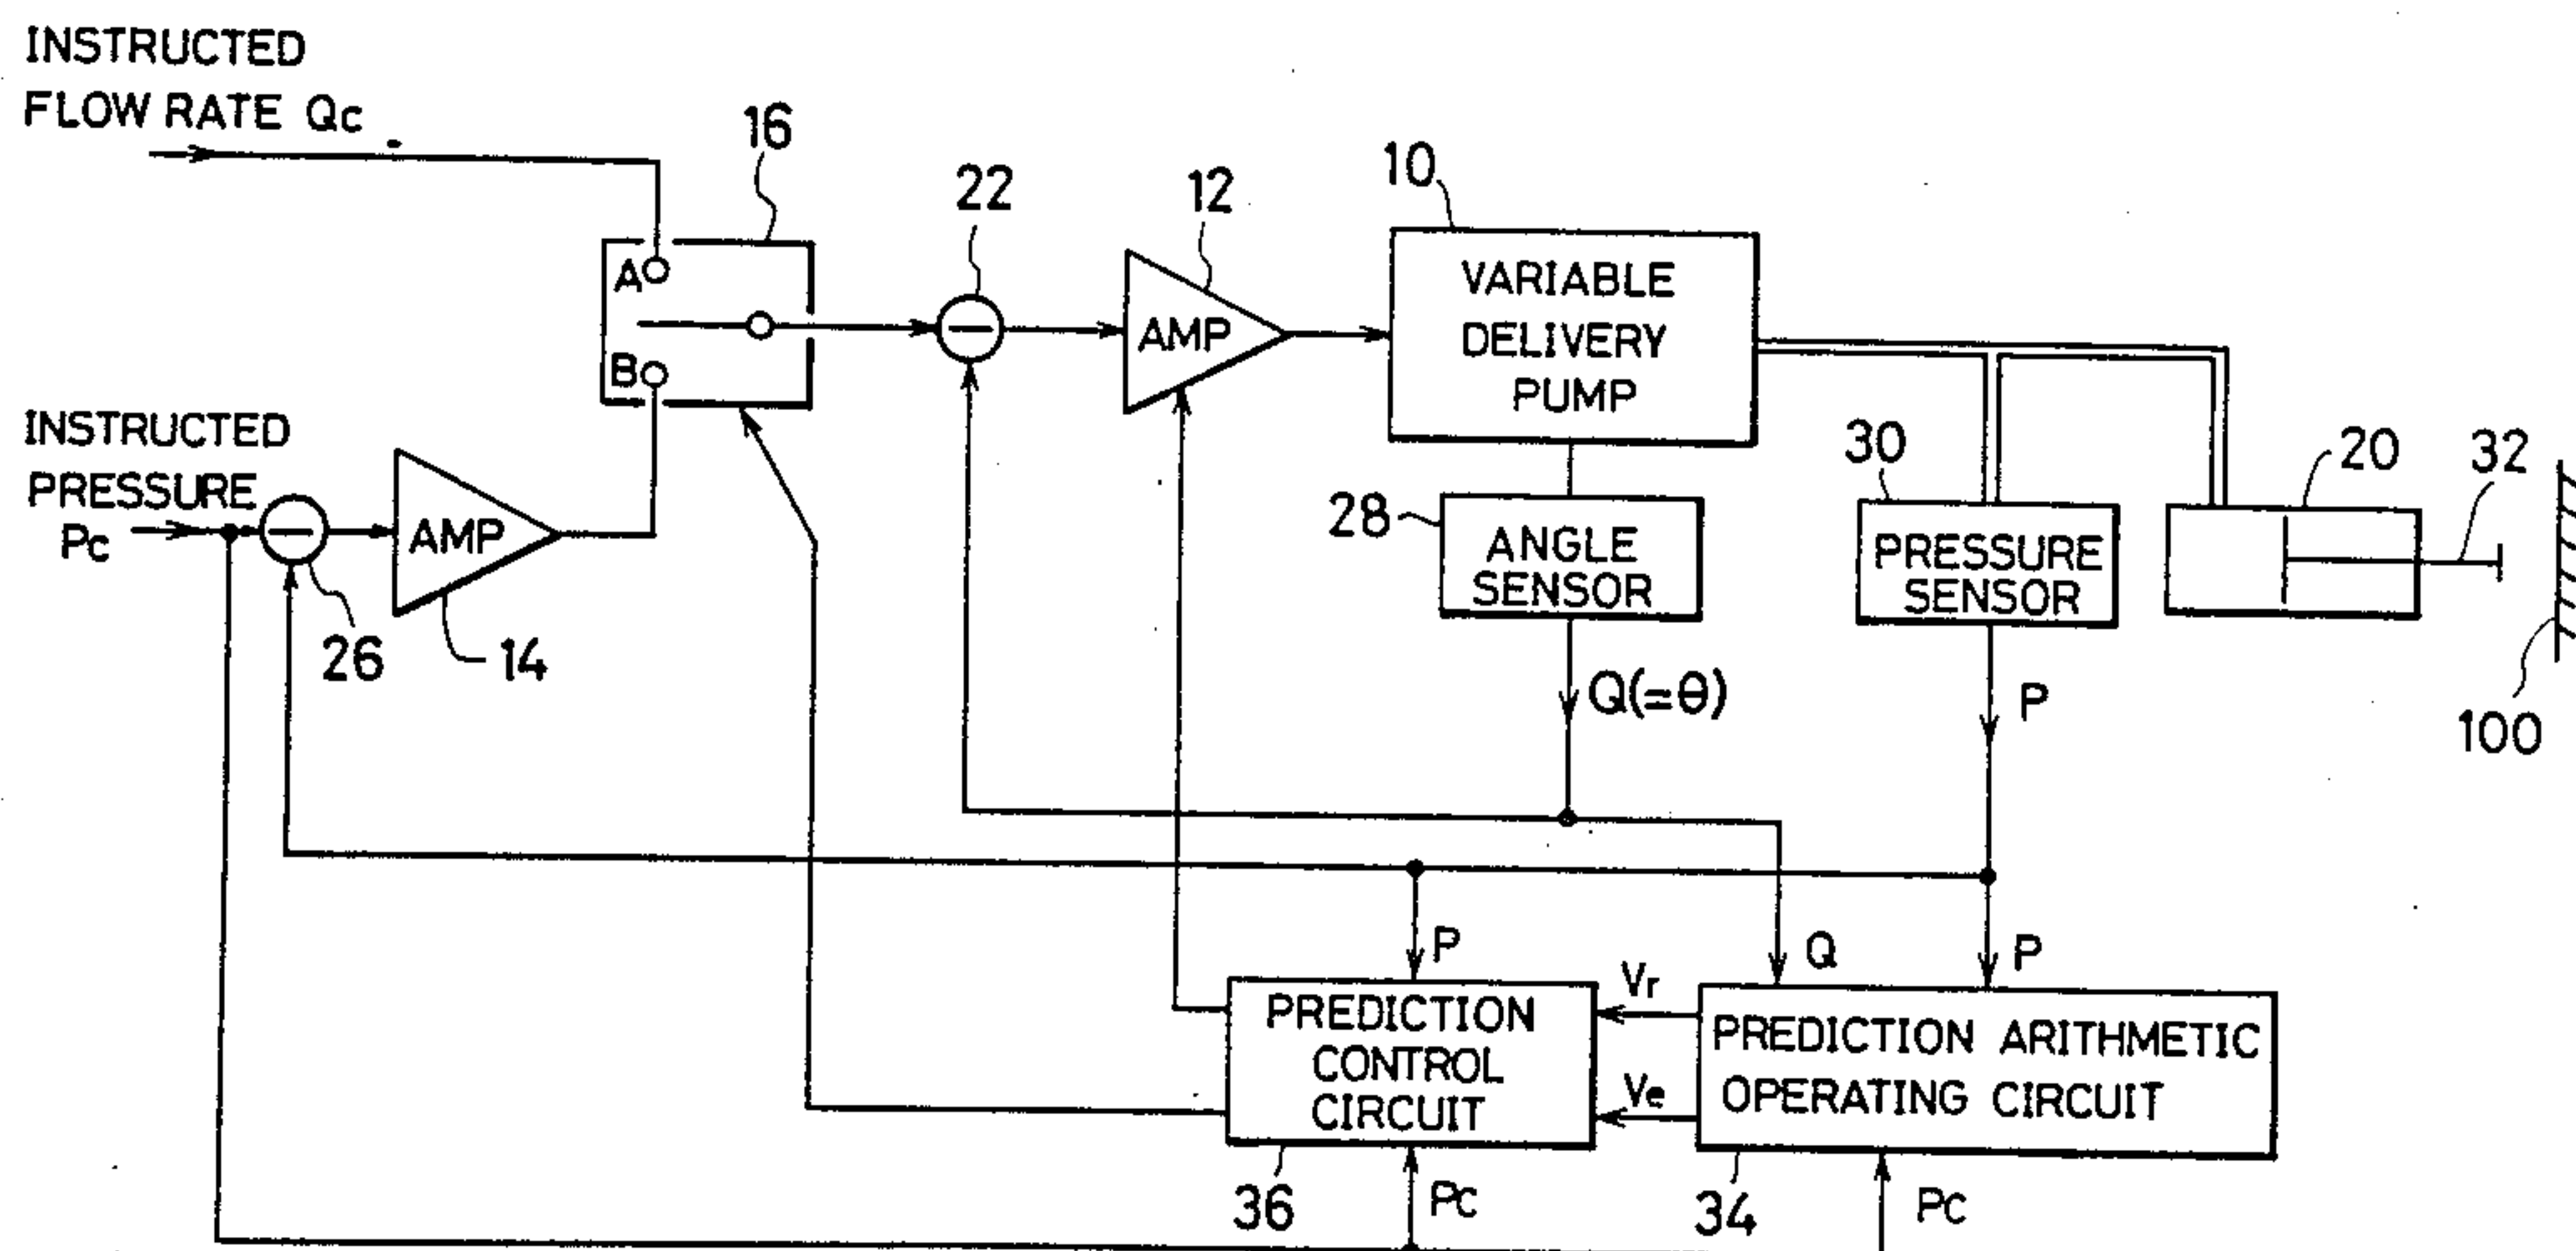 INSTRUCTED
FLOW RATE Qc
16
22
12
10
A
B
AMP
VARIABLE
DELIVERY
PUMP
INSTRUCTED
PRESSURE
Pc
AMP
26
14
28
ANGLE
SENSOR
30
PRESSURE
SENSOR
20
32
100
Q(=θ)
P
P
Q
P
PREDICTION
CONTROL
CIRCUIT
Vr
Ve
PREDICTION ARITHMETIC
OPERATING CIRCUIT
36
Pc
34
Pc